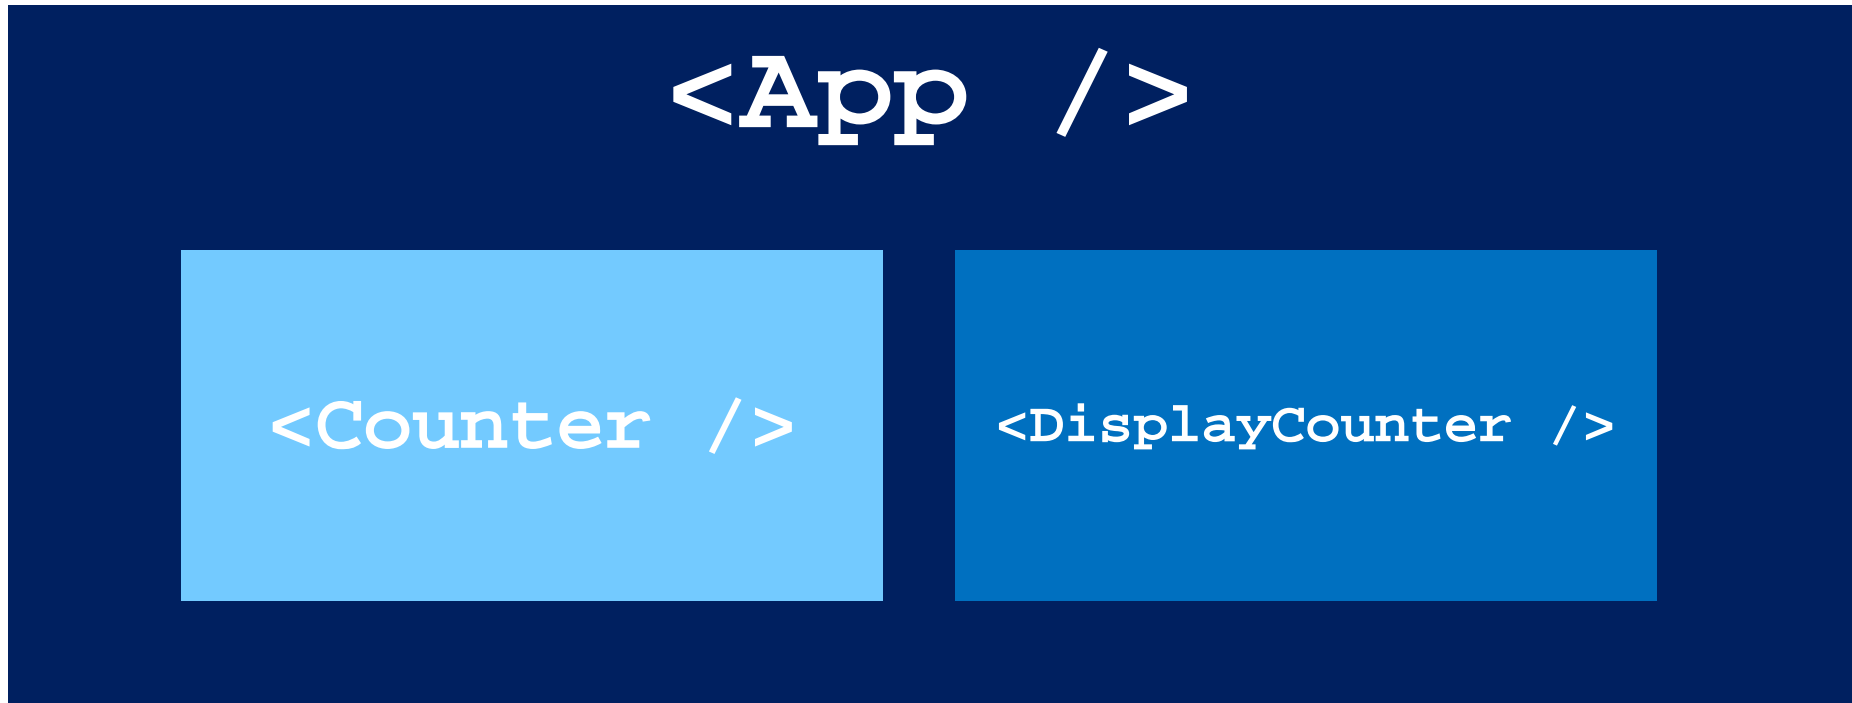 <App />
<Counter />
<DisplayCounter />